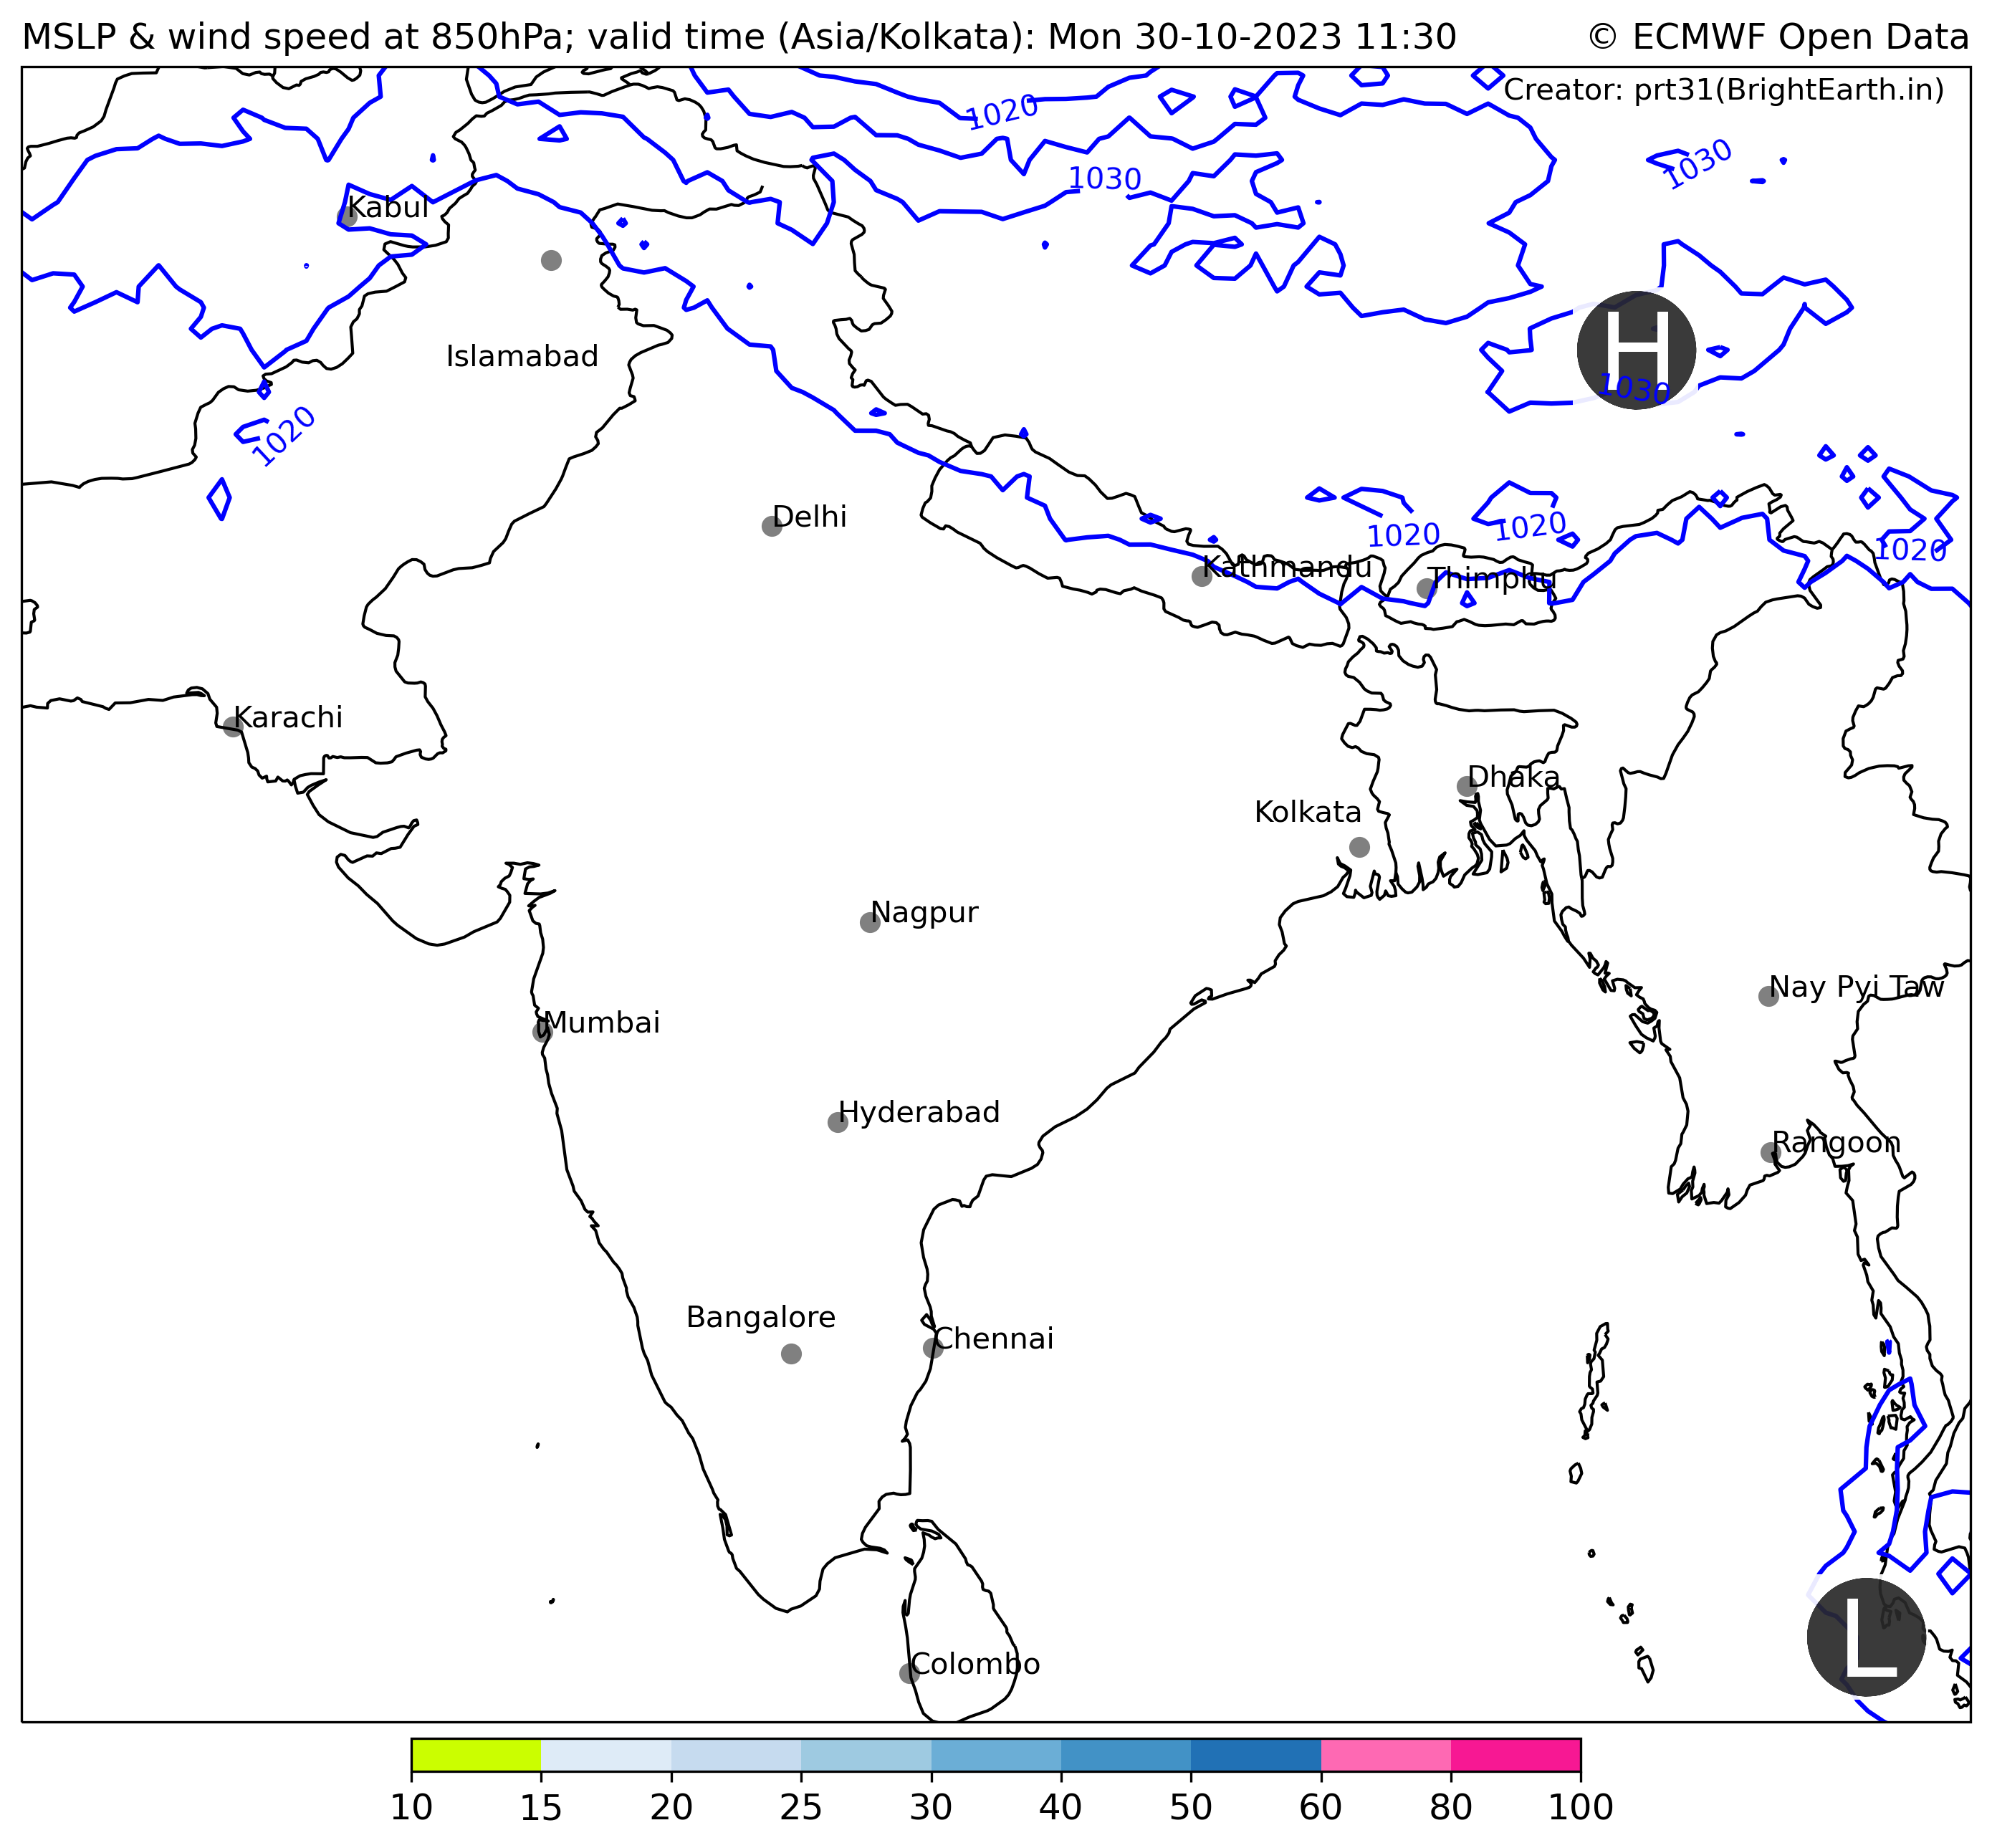 MSLP & wind speed at 850hPa; valid time (Asia/Kolkata): Mon 30-10-2023 11:30
© ECMWF Open Data
Creator: prt31(BrightEarth.in)
1020
1030
1030
Kabul
H
1030
Islamabad
1020
Delhi
1020
1020
1020
Kathmandu
Thimphu
Karachi
Dhaka
Kolkata
Nagpur
Nay Pyi Taw
Mumbai
Hyderabad
Rangoon
Bangalore
Chennai
L
Colombo
10 15 20 25 30 40 50 60 80 100